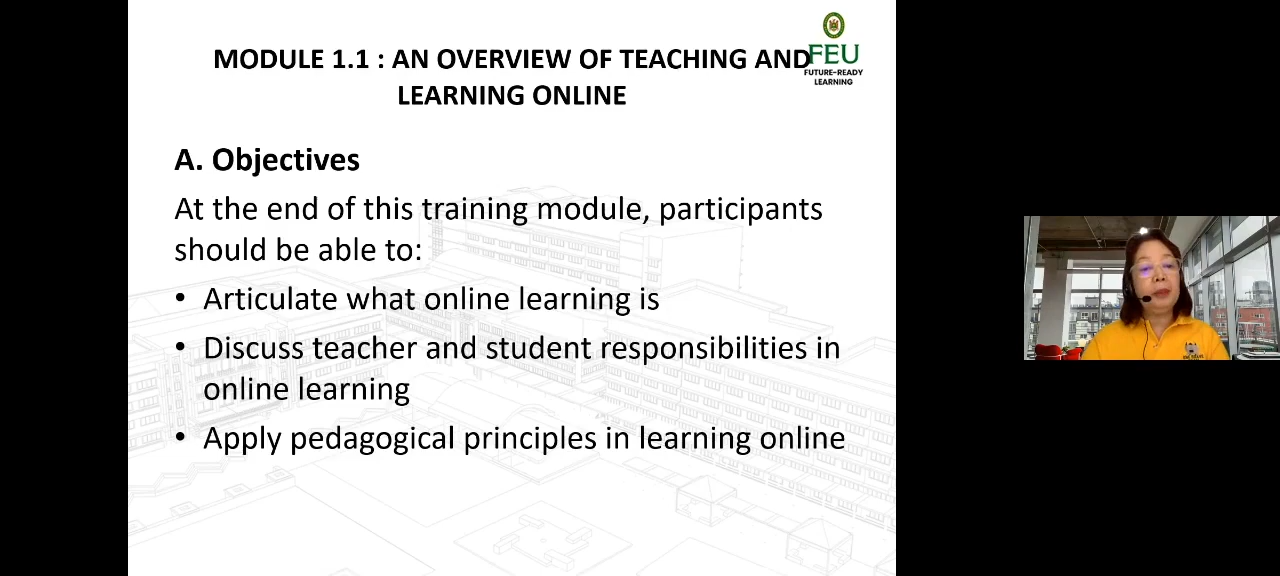 MODULE 1.1 : AN OVERVIEW OF TEACHING AND
LEARNING ONLINE
FEU
FUTURE-READY
LEARNING
A. Objectives
At the end of this training module, participants
should be able to:
• Articulate what online learning is
• Discuss teacher and student responsibilities in
online learning
• Apply pedagogical principles in learning online